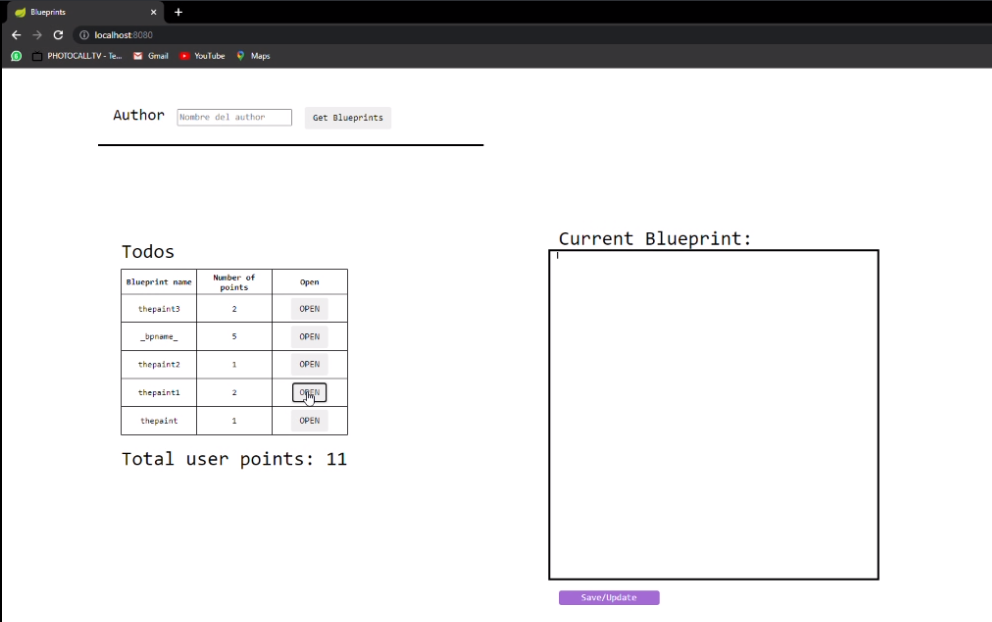 Blueprints
localhost:8080
PHOTOCALL.TV - Te... Gmail YouTube Maps
Author Nombre del author Get Blueprints
Todos
Blueprint name Number of points Open
thepaint3 2 OPEN
_bpname_ 5 OPEN
thepaint2 1 OPEN
thepaint1 2 OPEN
thepaint 1 OPEN
Total user points: 11
Current Blueprint:
Save/Update